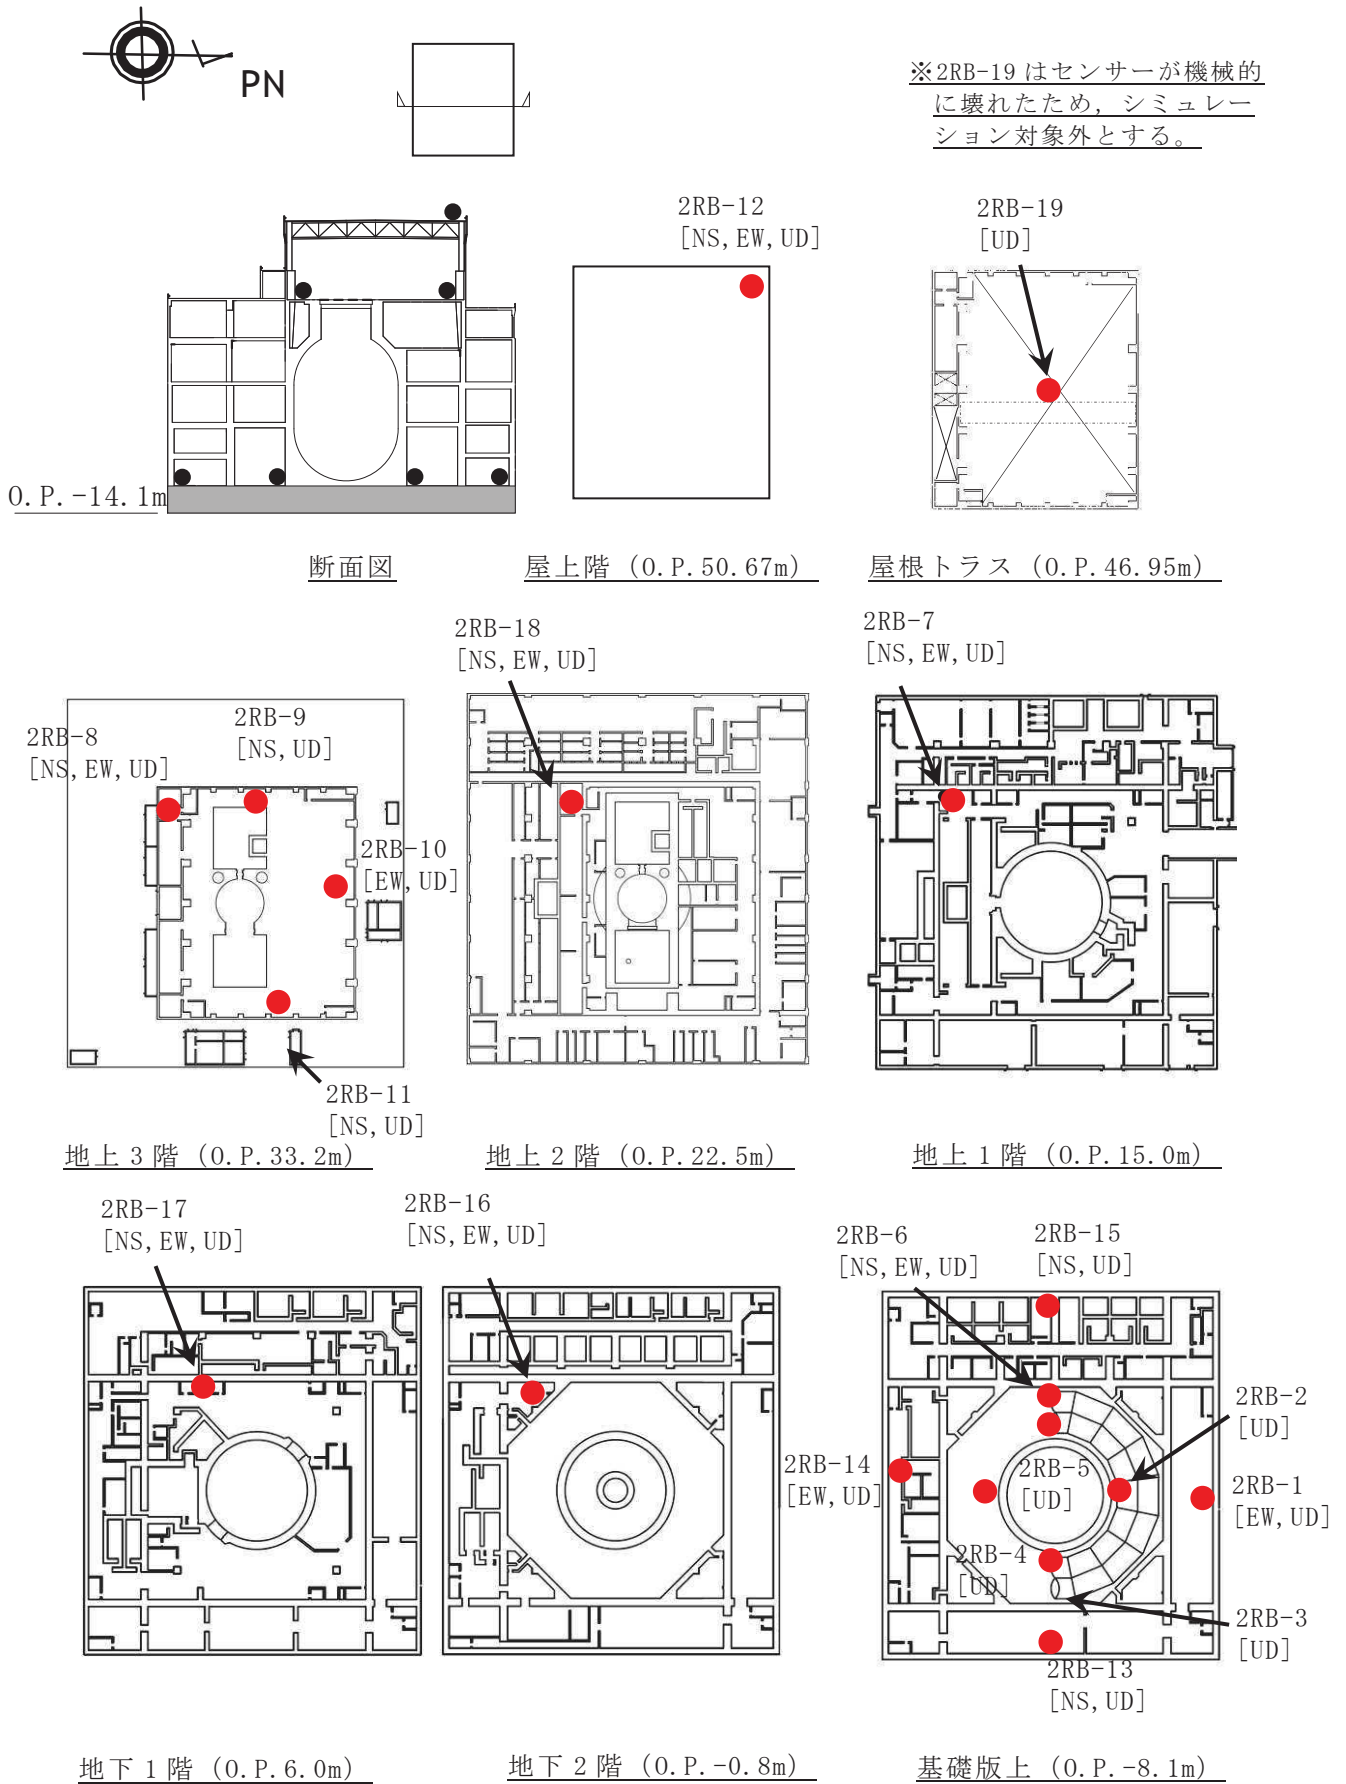 PN
※2RB-19 はセンサーが機械的
に壊れたため，シミュレー
ション対象外とする。
2RB-12
[NS, EW, UD]
2RB-19
[UD]
O.P.-14.1m
断面図
屋上階（O.P.50.67m）
屋根トラス（O.P.46.95m）
2RB-8
[NS, EW, UD]
2RB-9
[NS, UD]
2RB-10
[EW, UD]
2RB-11
[NS, UD]
2RB-18
[NS, EW, UD]
2RB-7
[NS, EW, UD]
地上 3 階（O.P.33.2m）
地上 2 階（O.P.22.5m）
地上 1 階（O.P.15.0m）
2RB-17
[NS, EW, UD]
2RB-16
[NS, EW, UD]
2RB-6
[NS, EW, UD]
2RB-15
[NS, UD]
2RB-2
[UD]
2RB-14
[EW, UD]
2RB-5
[UD]
2RB-1
[EW, UD]
2RB-4
[UD]
2RB-3
[UD]
2RB-13
[NS, UD]
地下 1 階（O.P.6.0m）
地下 2 階（O.P.-0.8m）
基礎版上（O.P.-8.1m）